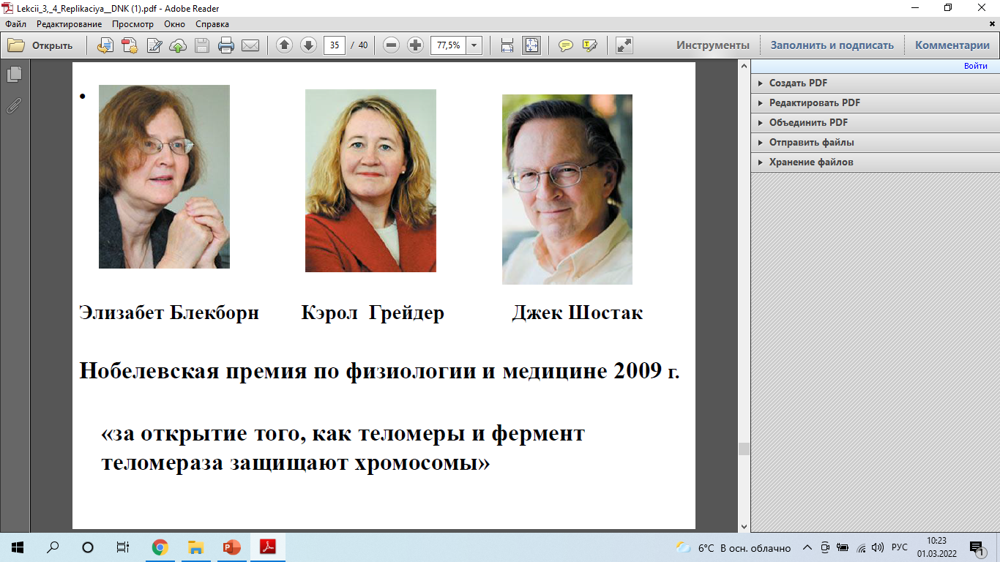 Lekcii_3,_4_Replikaciya__DNK (1).pdf - Adobe Reader
Файл Редактирование Просмотр Окно Справка
Открыть 35 / 40 77,5% Инструменты Заполнить и подписать Комментарии
Войти
Создать PDF
Редактировать PDF
Объединить PDF
Отправить файлы
Хранение файлов
•
Элизабет Блекборн Кэрол Грейдер Джек Шостак
Нобелевская премия по физиологии и медицине 2009 г.
«за открытие того, как теломеры и фермент
теломераза защищают хромосомы»
6°C В осн. облачно РУС 10:23
01.03.2022 1